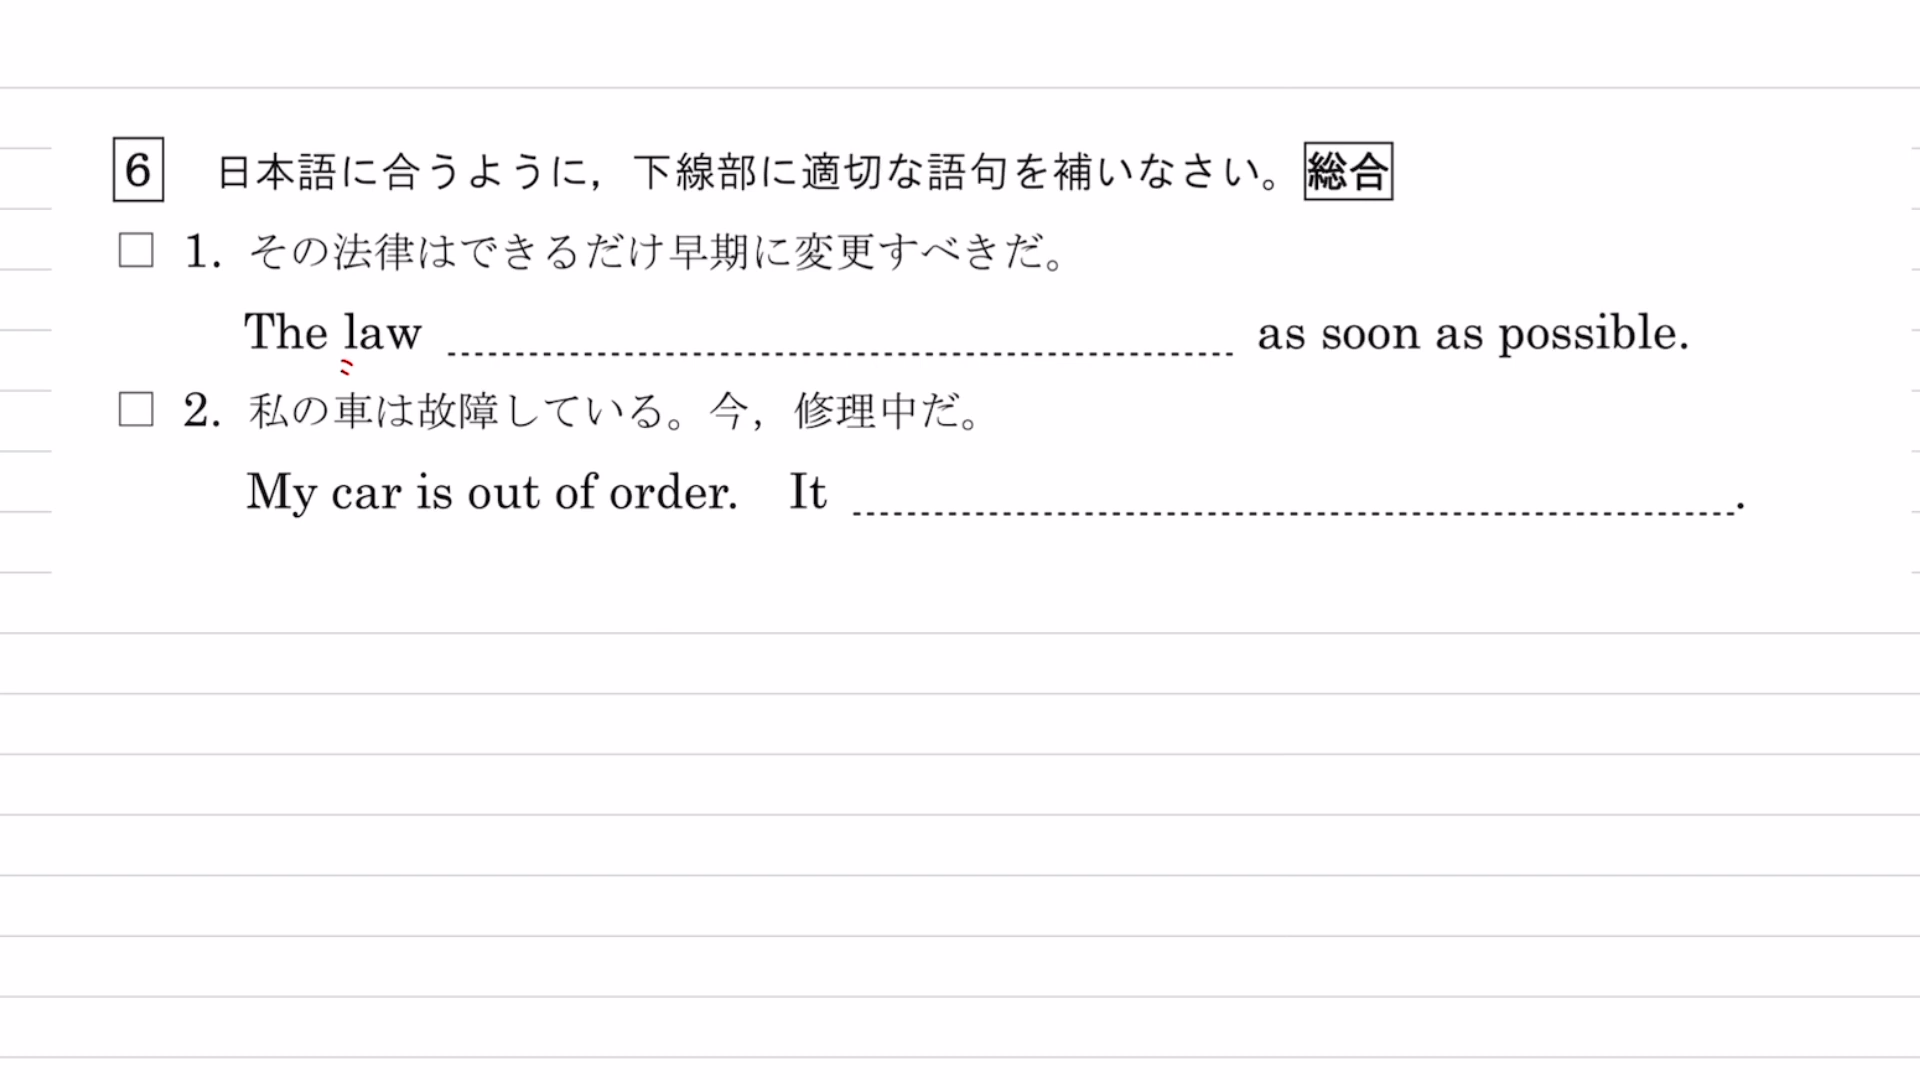 6 日本語に合うように，下線部に適切な語句を補いなさい。総合
□ 1. その法律はできるだけ早期に変更すべきだ。
The law ------------------------------ as soon as possible.
□ 2. 私の車は故障している。今，修理中だ。
My car is out of order. It ------------------------------.